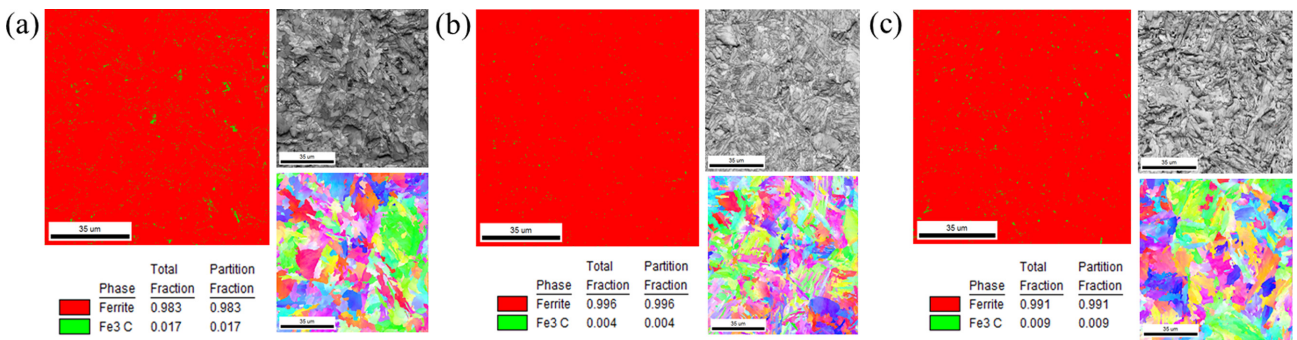 (a)
35 um
35 um
35 um
Total Partition
Phase Fraction Fraction
Ferrite 0.983 0.983
Fe3 C 0.017 0.017
(b)
35 um
35 um
35 um
Total Partition
Phase Fraction Fraction
Ferrite 0.996 0.996
Fe3 C 0.004 0.004
(c)
35 um
35 um
35 um
Total Partition
Phase Fraction Fraction
Ferrite 0.991 0.991
Fe3 C 0.009 0.009